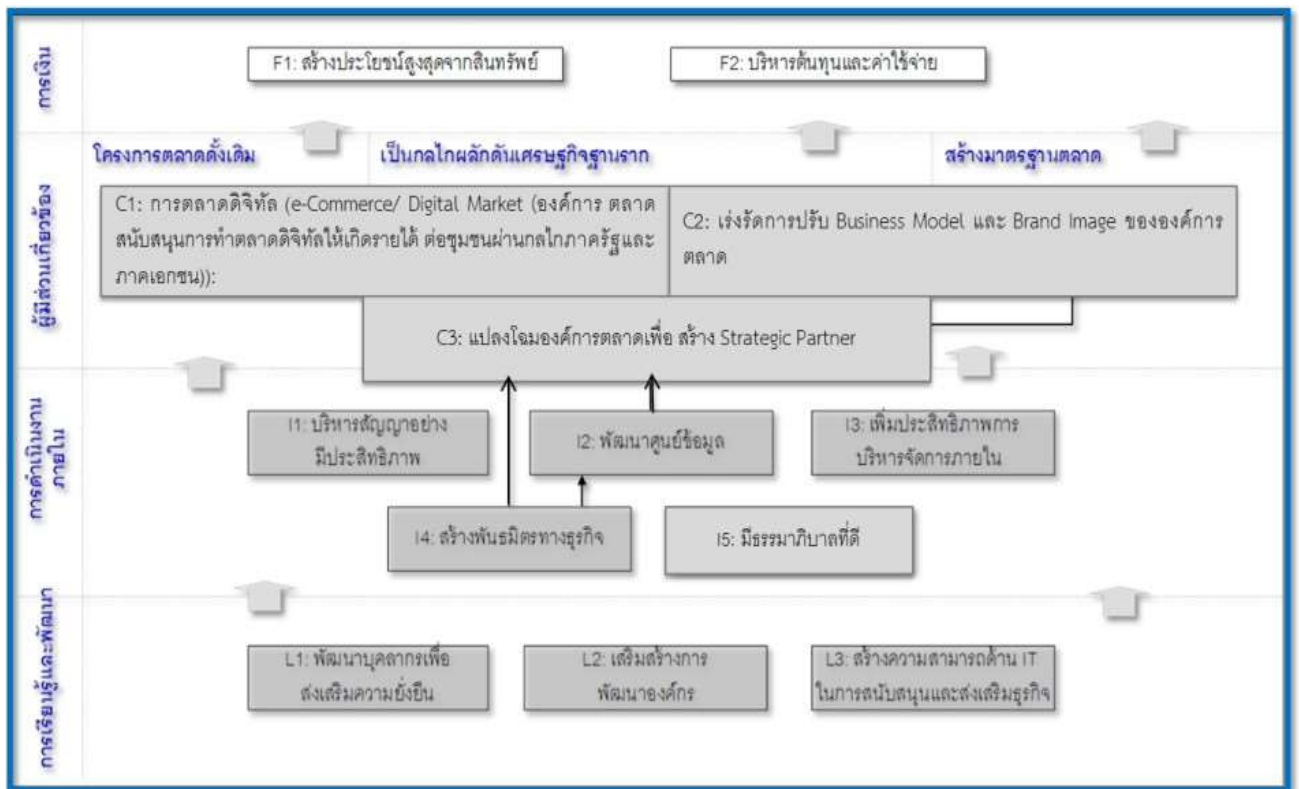 การเงิน
F1: สร้างประโยชน์สูงสุดจากสินทรัพย์
F2: บริหารต้นทุนและค่าใช้จ่าย
ผู้มีส่วนเกี่ยวข้อง
โครงการตลาดดั้งเดิม
เป็นกลไกผลักดันเศรษฐกิจฐานราก
สร้างมาตรฐานตลาด
C1: การตลาดดิจิทัล (e-Commerce/ Digital Market (องค์การ ตลาด
สนับสนุนการทำตลาดดิจิทัลให้เกิดรายได้ ต่อชุมชนผ่านกลไกภาครัฐและ
ภาคเอกชน)):
C2: เร่งรัดการปรับ Business Model และ Brand Image ขององค์การ
ตลาด
C3: แปลงโฉมองค์การตลาดเพื่อ สร้าง Strategic Partner
การดำเนินงาน
ภายใน
I1: บริหารสัญญาอย่าง
มีประสิทธิภาพ
I2: พัฒนาศูนย์ข้อมูล
I3: เพิ่มประสิทธิภาพการ
บริหารจัดการภายใน
I4: สร้างพันธมิตรทางธุรกิจ
I5: มีธรรมาภิบาลที่ดี
การเรียนรู้และพัฒนา
L1: พัฒนาบุคลากรเพื่อ
ส่งเสริมความยั่งยืน
L2: เสริมสร้างการ
พัฒนาองค์กร
L3: สร้างความสามารถด้าน IT
ในการสนับสนุนและส่งเสริมธุรกิจ